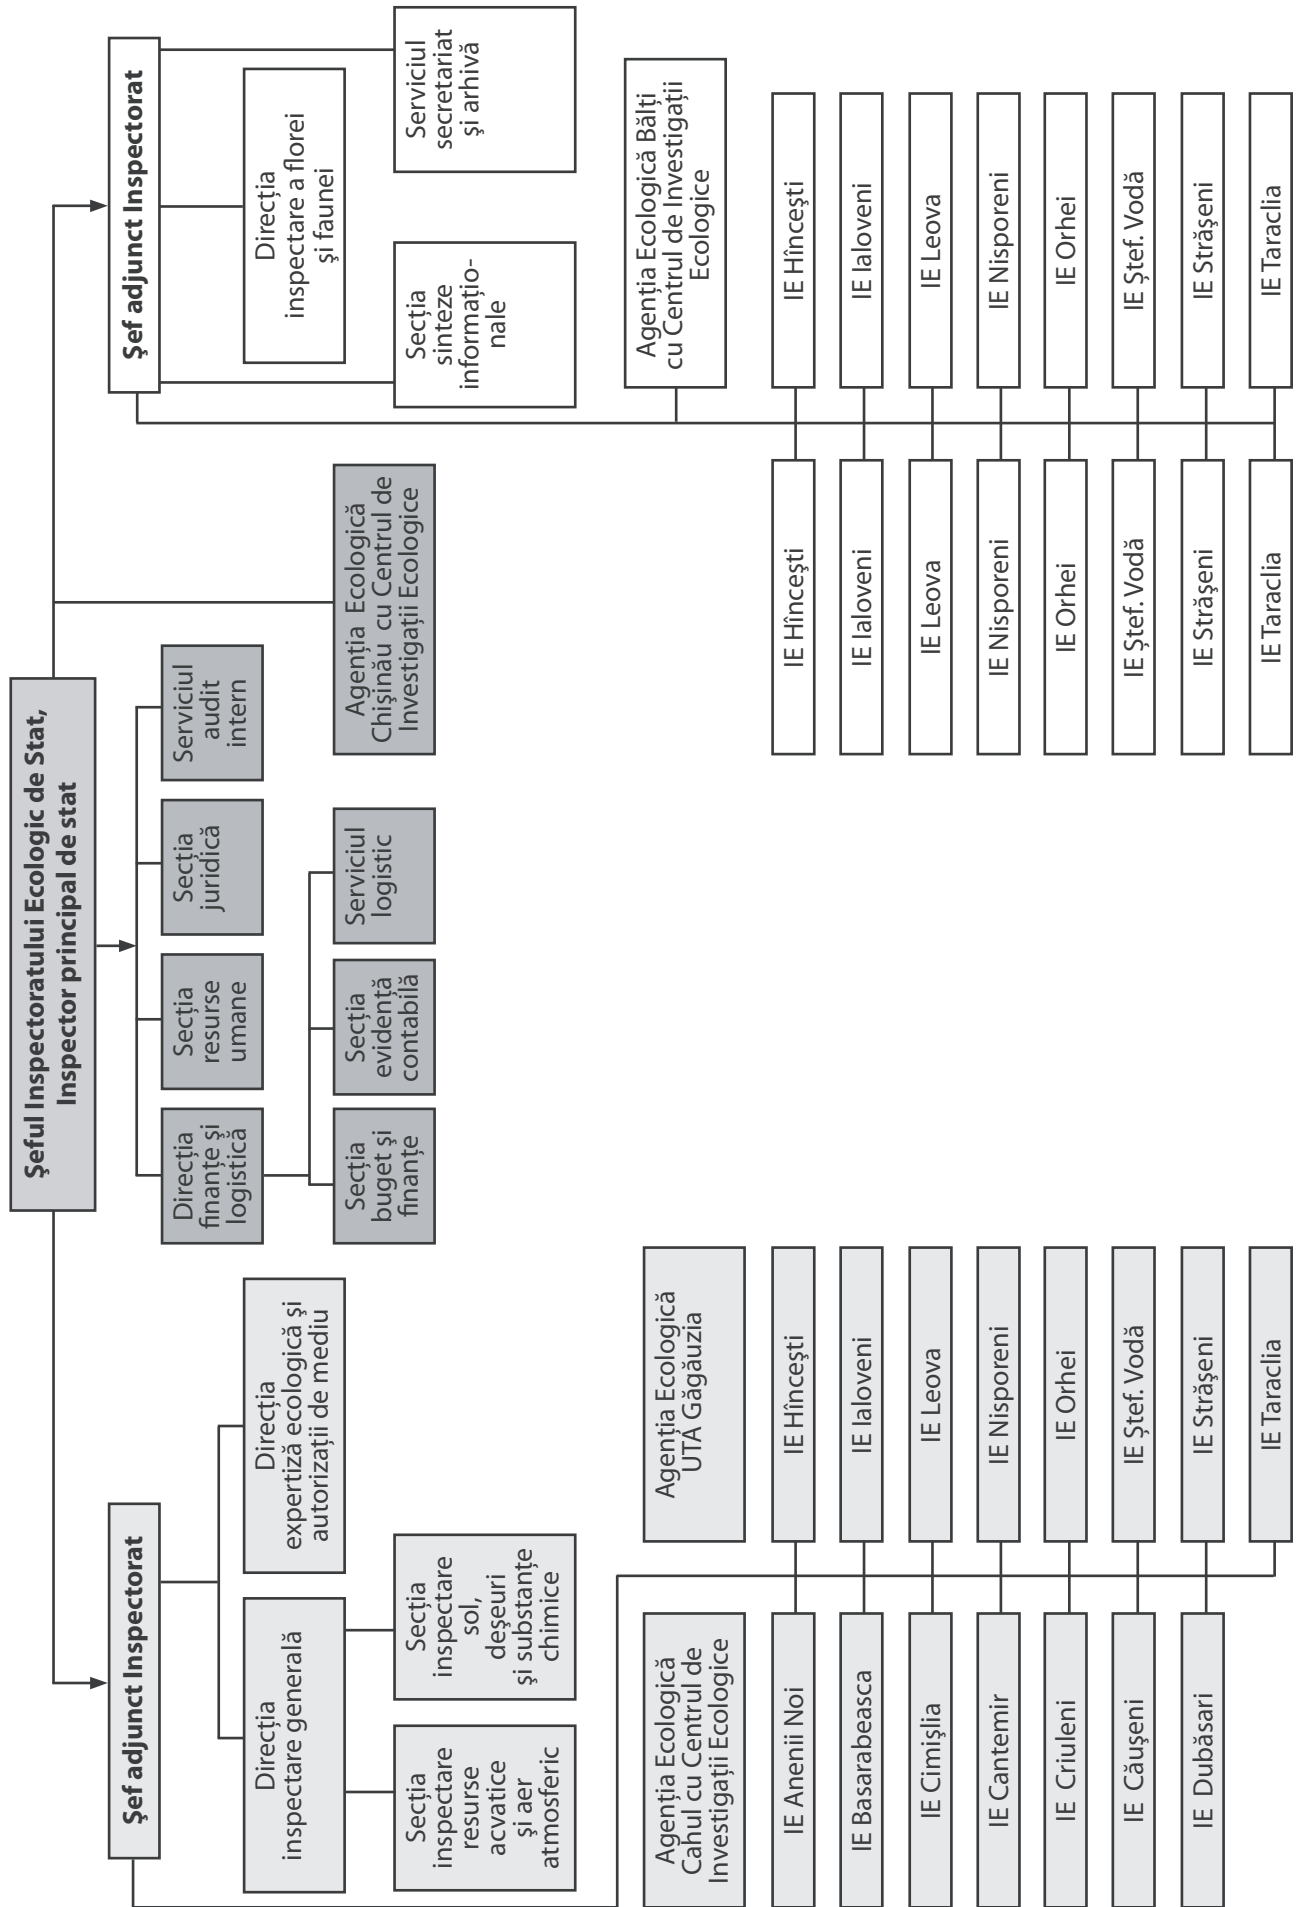 Şeful Inspectoratului Ecologic de Stat,
Inspector principal de stat
Şef adjunct Inspectorat
Direcţia
inspectare generală
Direcţia
expertiză ecologică şi
autorizaţii de mediu
Secţia
inspectare
resurse
acvatice
şi aer
atmosferic
Secţia
inspectare
sol,
deşeuri
şi substanţe
chimice
Agenţia Ecologică
Cahul cu Centrul de
Investigaţii Ecologice
Agenţia Ecologică
UTA Găgăuzia
IE Anenii Noi
IE Hînceşti
IE Basarabeasca
IE Ialoveni
IE Cimişlia
IE Leova
IE Cantemir
IE Nisporeni
IE Criuleni
IE Orhei
IE Căuşeni
IE Ştef. Vodă
IE Dubăsari
IE Străşeni
IE Taraclia
Direcţia
finanţe şi
logistică
Secţia
resurse
umane
Secţia
juridică
Serviciul
audit
intern
Secţia
buget şi
finanţe
Secţia
evidenţă
contabilă
Serviciul
logistic
Agenţia Ecologică
Chişinău cu Centrul de
Investigaţii Ecologice
Şef adjunct Inspectorat
Direcţia
inspectare a florei
şi faunei
Secţia
sinteze
informaţio-
nale
Serviciul
secretariat
şi arhivă
Agenţia Ecologică Bălţi
cu Centrul de Investigaţii
Ecologice
IE Hînceşti
IE Hînceşti
IE Ialoveni
IE Ialoveni
IE Leova
IE Leova
IE Nisporeni
IE Nisporeni
IE Orhei
IE Orhei
IE Ştef. Vodă
IE Ştef. Vodă
IE Străşeni
IE Străşeni
IE Taraclia
IE Taraclia